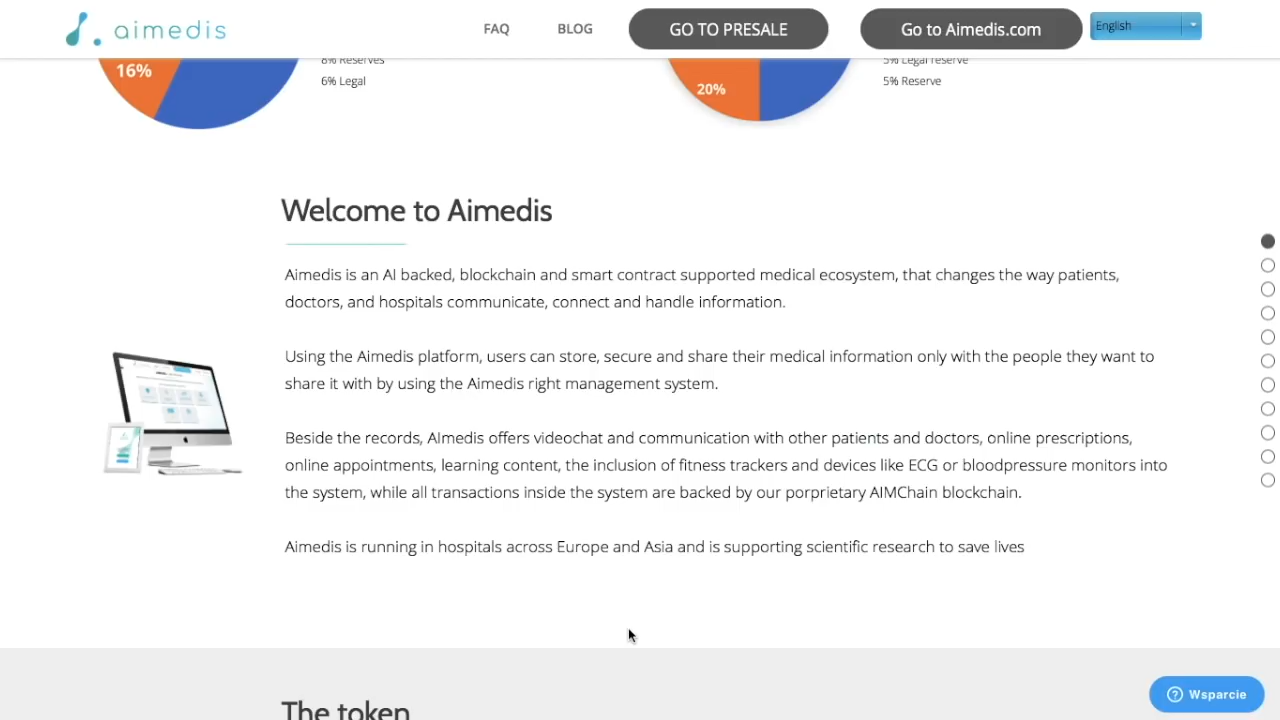 aimedis
FAQ
BLOG
GO TO PRESALE
Go to Aimedis.com
English
16%
8% Reserves
6% Legal
20%
5% Legal reserve
5% Reserve
Welcome to Aimedis
Aimedis is an AI backed, blockchain and smart contract supported medical ecosystem, that changes the way patients,
doctors, and hospitals communicate, connect and handle information.
Using the Aimedis platform, users can store, secure and share their medical information only with the people they want to
share it with by using the Aimedis right management system.
Beside the records, AImedis offers videochat and communication with other patients and doctors, online prescriptions,
online appointments, learning content, the inclusion of fitness trackers and devices like ECG or bloodpressure monitors into
the system, while all transactions inside the system are backed by our porprietary AIMChain blockchain.
Aimedis is running in hospitals across Europe and Asia and is supporting scientific research to save lives
The token
Wsparcie